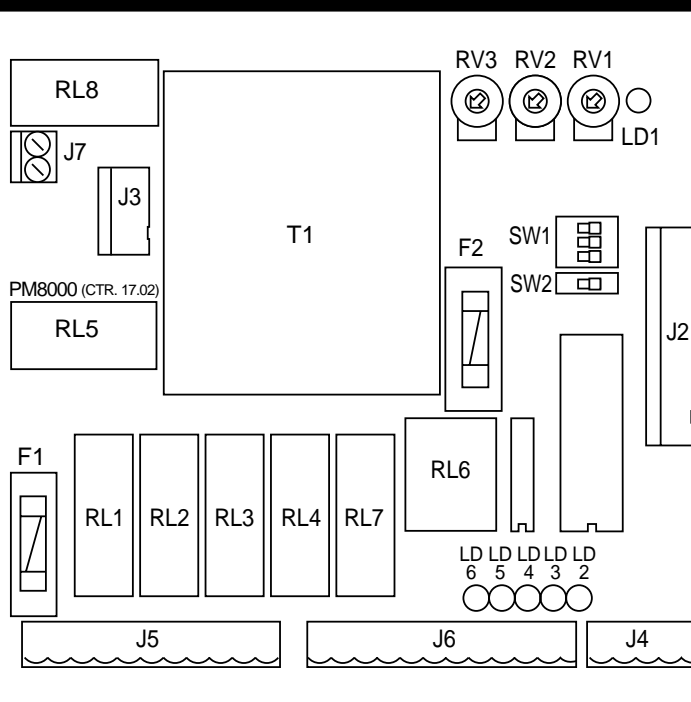 RV3 RV2 RV1
RL8
LD1
J7
J3
T1
SW1
F2
SW2
PM8000 (CTR. 17.02)
RL5
J2
F1
RL6
RL1 RL2 RL3 RL4 RL7
LD LD LD LD LD
6 5 4 3 2
J5 J6 J4